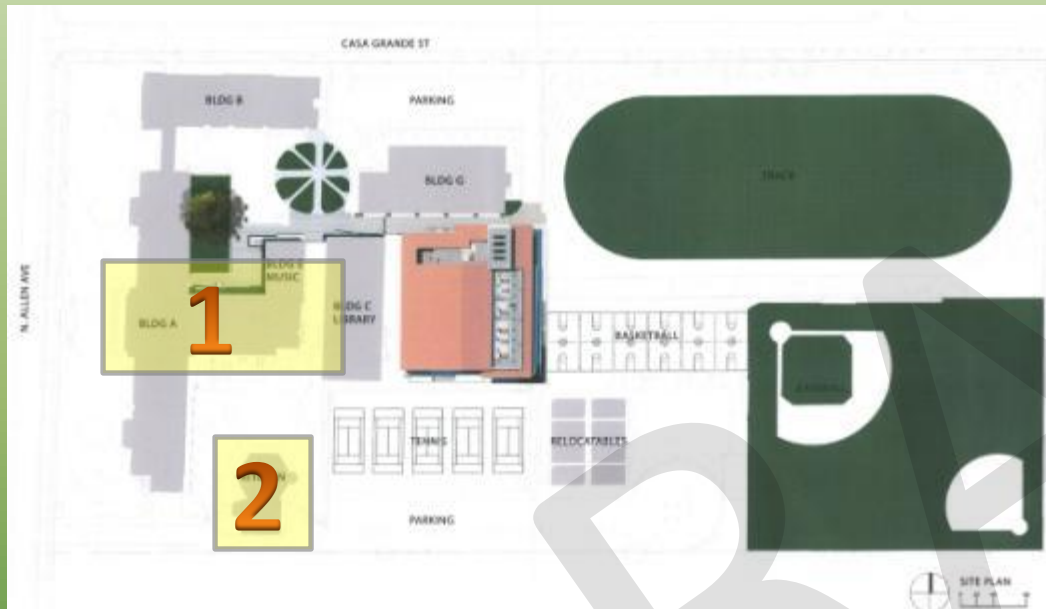 CASA GRANDE ST
BLDG B
PARKING
BLDG G
TRACK
N. ALLEN AVE
MUSIC
1
BLDG A
BLDG C
LIBRARY
BASKETBALL
TENNIS
RELOCATABLES
2
PARKING
SITE PLAN